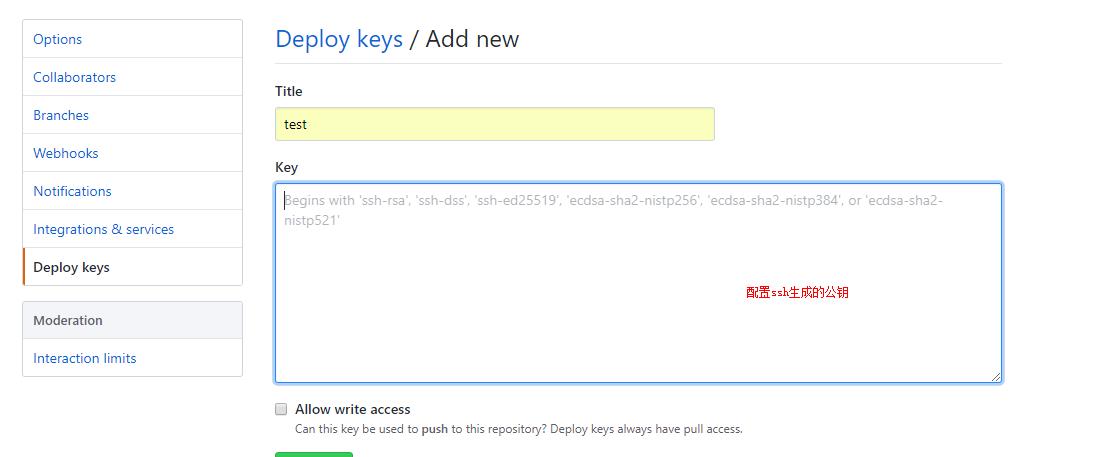 Options
Collaborators
Branches
Webhooks
Notifications
Integrations & services
Deploy keys
Moderation
Interaction limits
Deploy keys / Add new
Title
test
Key
Begins with 'ssh-rsa', 'ssh-dss', 'ssh-ed25519', 'ecdsa-sha2-nistp256', 'ecdsa-sha2-nistp384', or 'ecdsa-sha2-
nistp521'
配置ssh生成的公钥
Allow write access
Can this key be used to push to this repository? Deploy keys always have pull access.